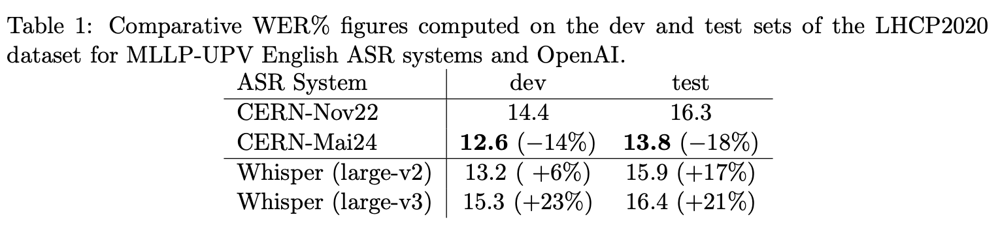 Table 1: Comparative WER% figures computed on the dev and test sets of the LHCP2020
dataset for MLLP-UPV English ASR systems and OpenAI.
ASR System dev test
CERN-Nov22 14.4 16.3
CERN-Mai24 12.6 (−14%) 13.8 (−18%)
Whisper (large-v2) 13.2 ( +6%) 15.9 (+17%)
Whisper (large-v3) 15.3 (+23%) 16.4 (+21%)